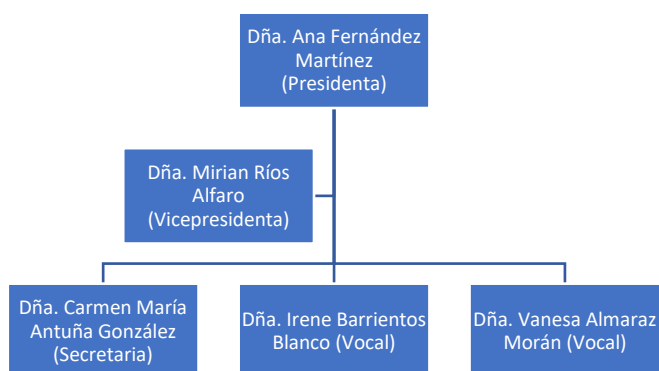 Dña. Ana Fernández
Martínez
(Presidenta)
Dña. Mirian Ríos
Alfaro
(Vicepresidenta)
Dña. Carmen María
Antuña González
(Secretaria)
Dña. Irene Barrientos
Blanco (Vocal)
Dña. Vanesa Almaraz
Morán (Vocal)